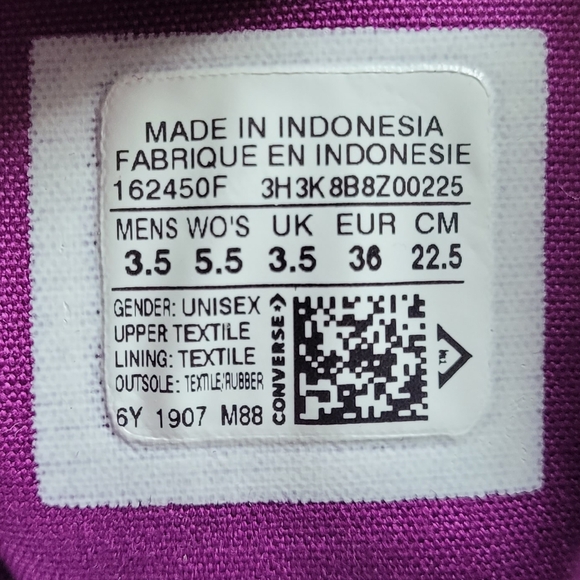 MADE IN INDONESIA
FABRIQUE EN INDONESIE
162450F 3H3K8B8Z00225
MENS WO'S UK EUR CM
3.5 5.5 3.5 36 22.5
GENDER: UNISEX
UPPER TEXTILE
LINING: TEXTILE
OUTSOLE: TEXTILE/RUBBER
6Y 1907 M88
CONVERSE